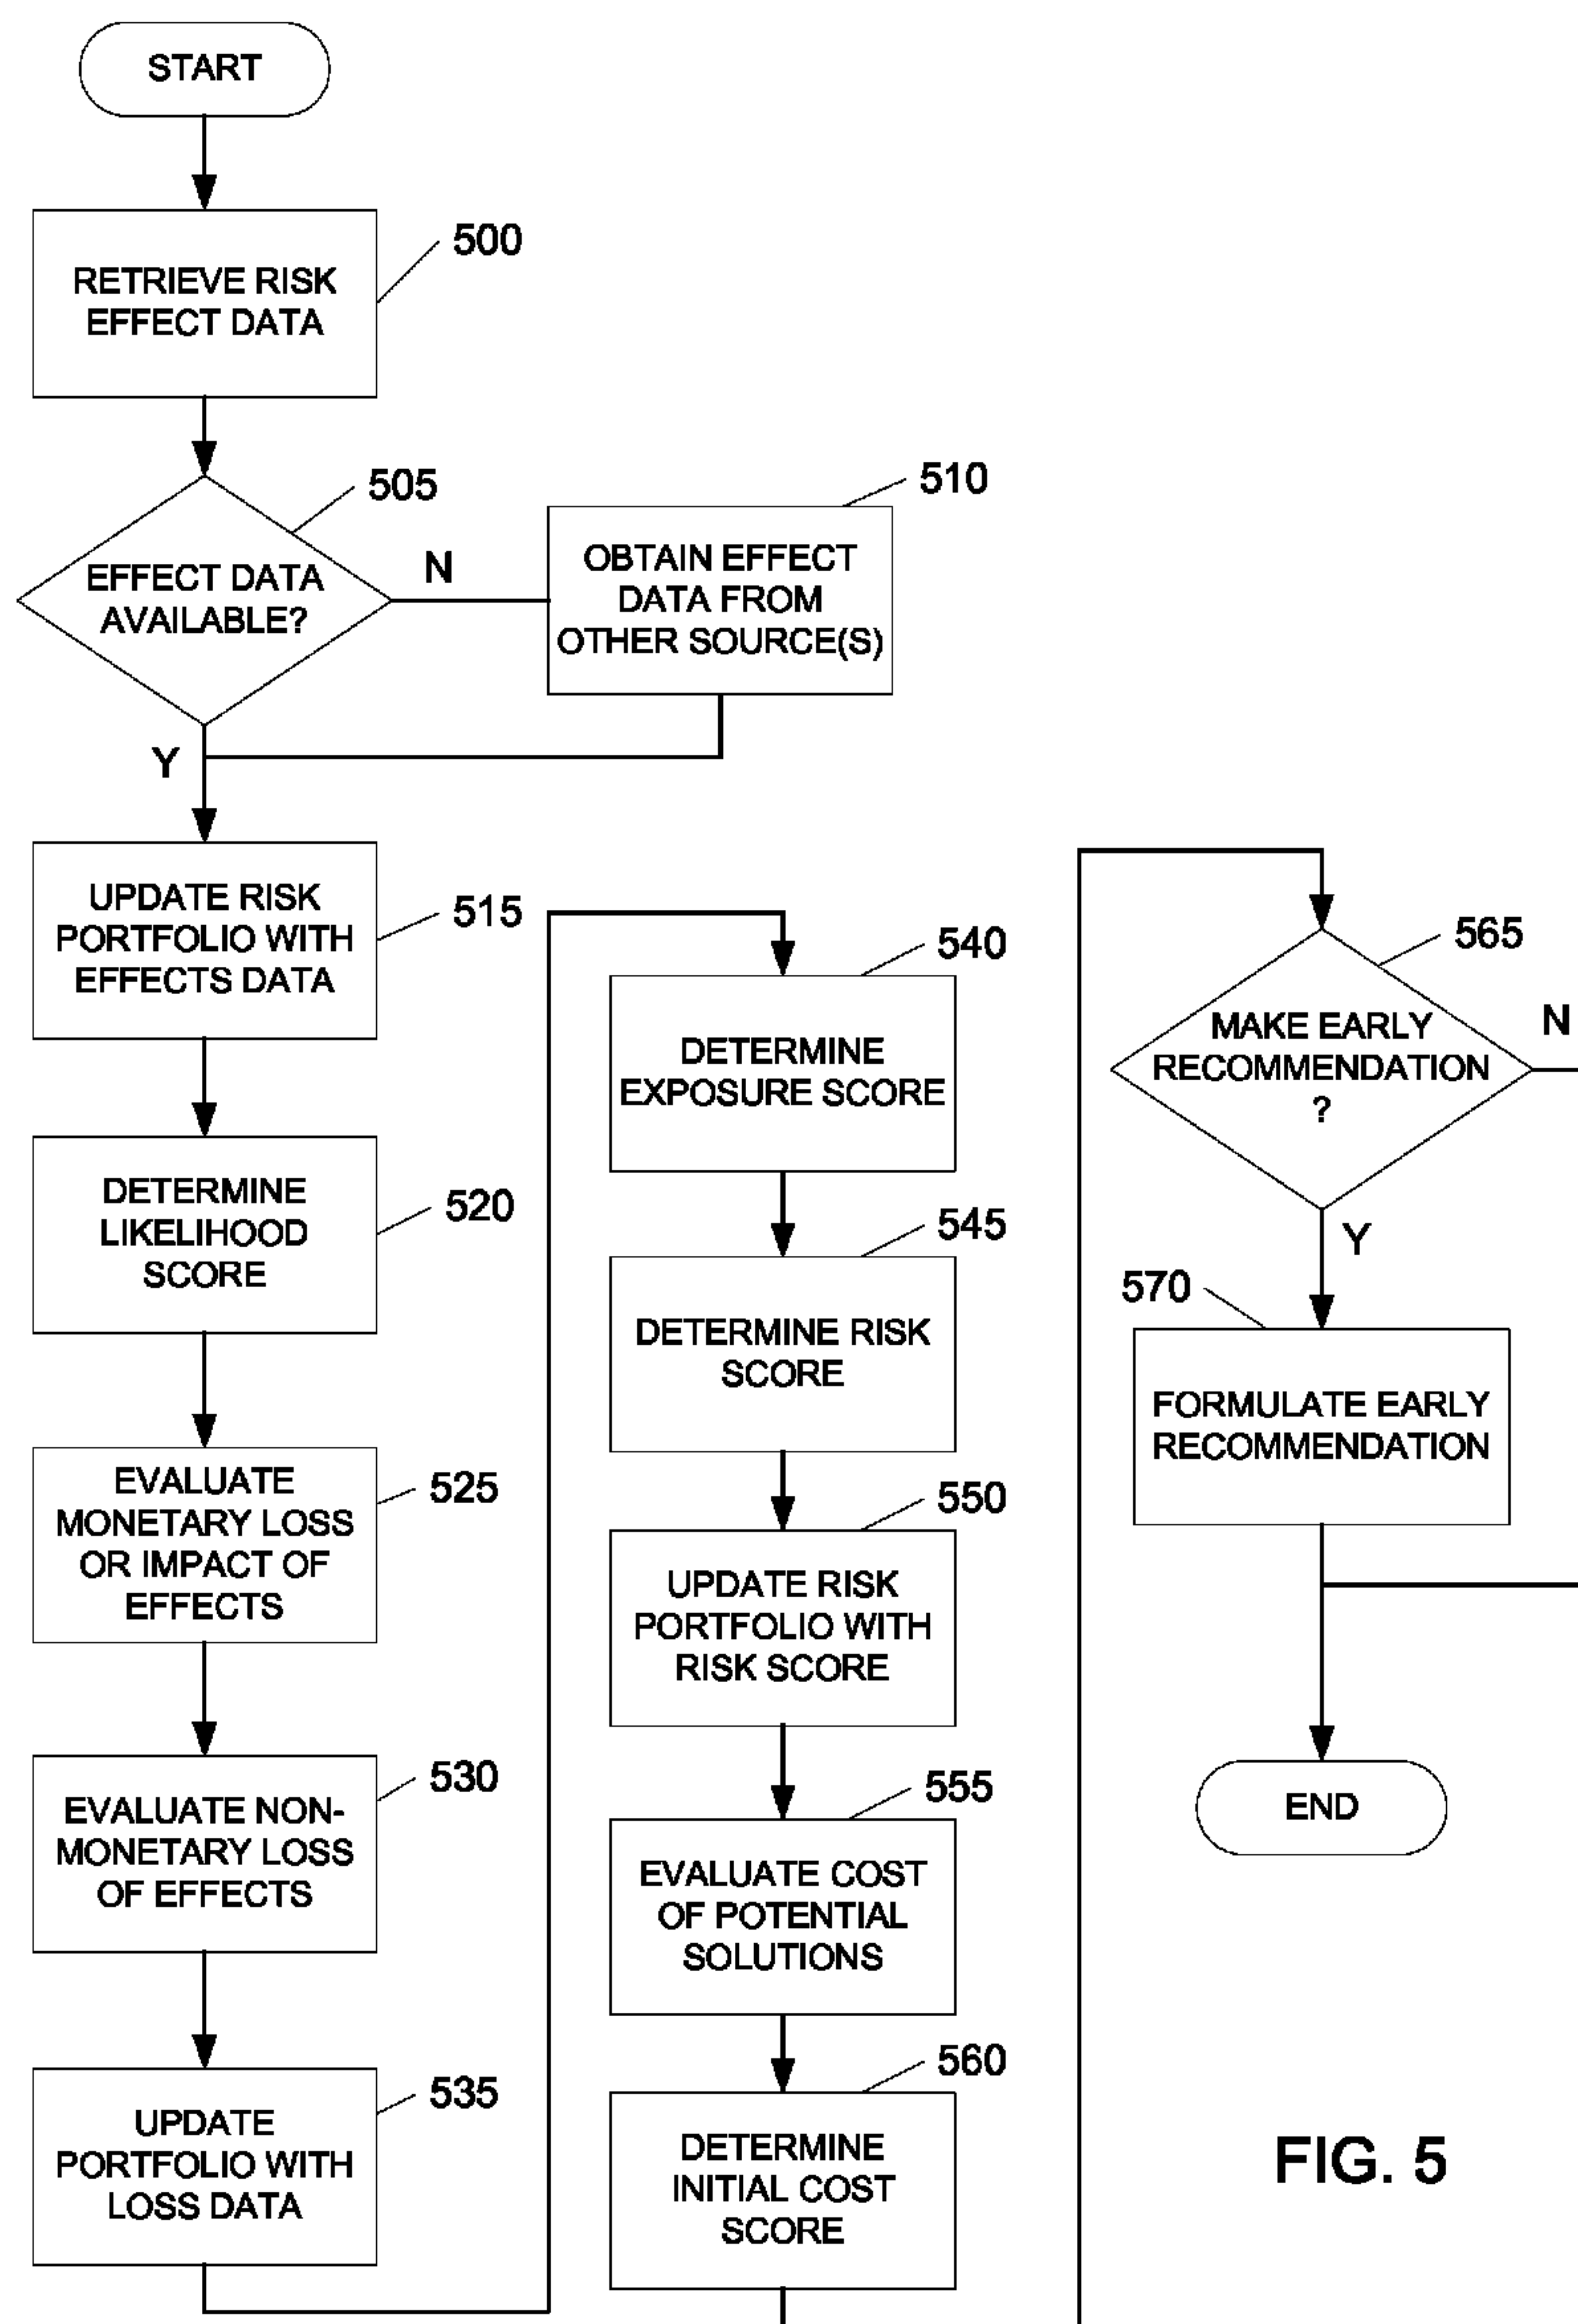 START
500
RETRIEVE RISK
EFFECT DATA
505
EFFECT DATA
AVAILABLE?
N
510
OBTAIN EFFECT
DATA FROM
OTHER SOURCE(S)
Y
515
UPDATE RISK
PORTFOLIO WITH
EFFECTS DATA
520
DETERMINE
LIKELIHOOD
SCORE
525
EVALUATE
MONETARY LOSS
OR IMPACT OF
EFFECTS
530
EVALUATE NON-
MONETARY LOSS
OF EFFECTS
535
UPDATE
PORTFOLIO WITH
LOSS DATA
540
DETERMINE
EXPOSURE SCORE
545
DETERMINE RISK
SCORE
550
UPDATE RISK
PORTFOLIO WITH
RISK SCORE
555
EVALUATE COST
OF POTENTIAL
SOLUTIONS
560
DETERMINE
INITIAL COST
SCORE
565
MAKE EARLY
RECOMMENDATION
?
N
Y
570
FORMULATE EARLY
RECOMMENDATION
END
FIG. 5